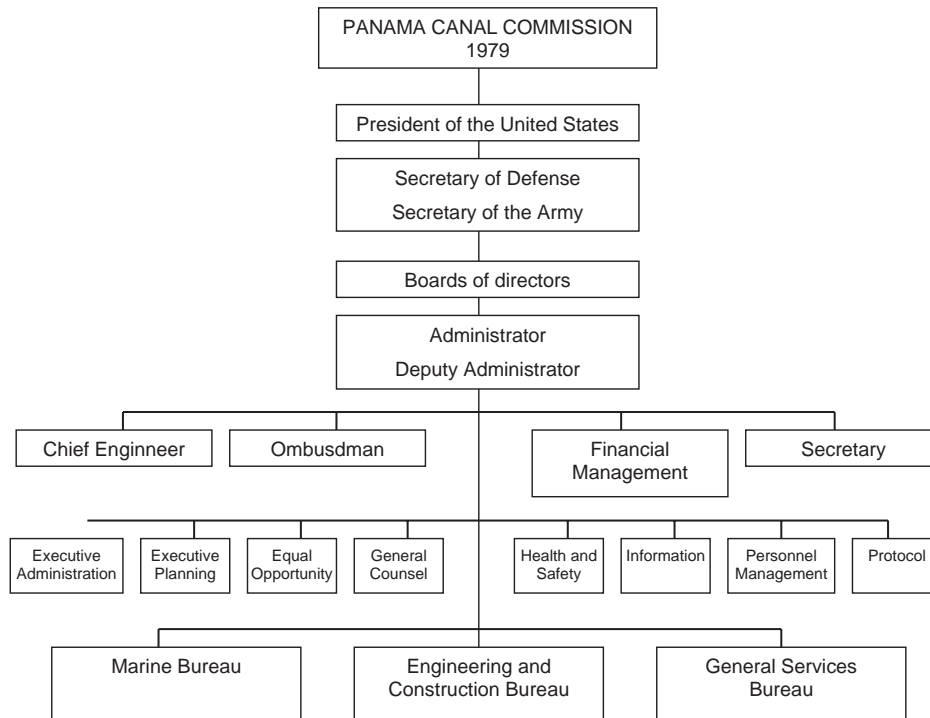 PANAMA CANAL COMMISSION
1979
President of the United States
Secretary of Defense
Secretary of the Army
Boards of directors
Administrator
Deputy Administrator
Chief Enginneer
Ombusdman
Financial
Management
Secretary
Executive
Administration
Executive
Planning
Equal
Opportunity
General
Counsel
Health and
Safety
Information
Personnel
Management
Protocol
Marine Bureau
Engineering and
Construction Bureau
General Services
Bureau